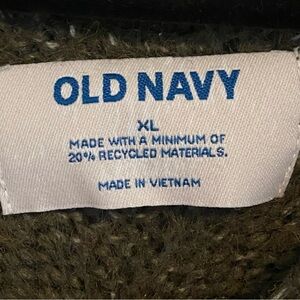 OLD NAVY
XL
MADE WITH A MINIMUM OF
20% RECYCLED MATERIALS.
MADE IN VIETNAM